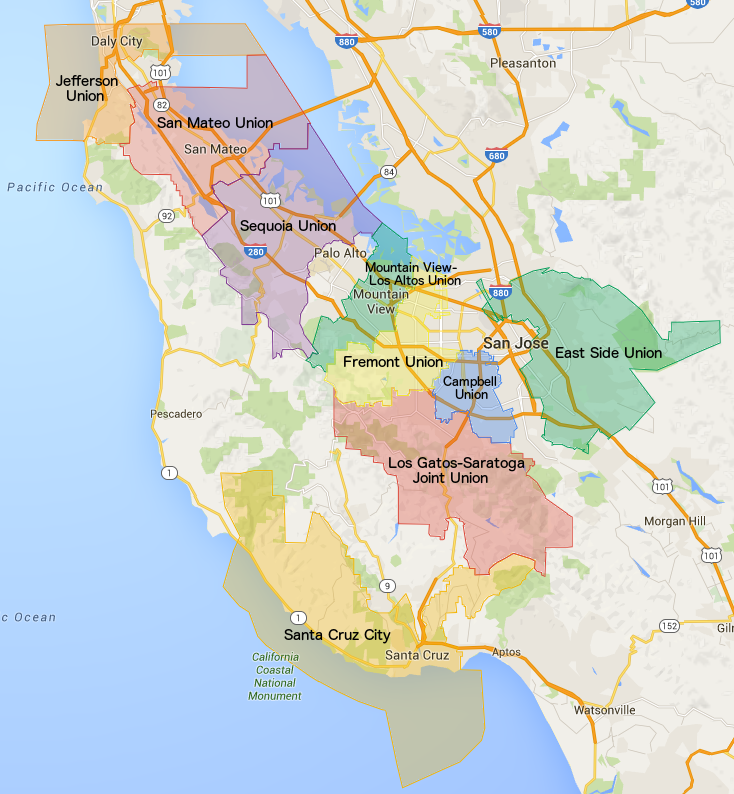 580
880
580
Daly City
Pleasanton
101
Jefferson
Union
82
San Mateo Union
San Mateo
680
84
Pacific Ocean
101
92
Sequoia Union
280
Palo Alto
Mountain View-
Los Altos Union
Mountain
View
880
San Jose
East Side Union
Fremont Union
Campbell
Union
Pescadero
Los Gatos-Saratoga
Joint Union
1
101
Morgan Hill
101
9
c Ocean
1
152
Gil
Santa Cruz City
Santa Cruz
Aptos
California
Coastal
National
Monument
Watsonville